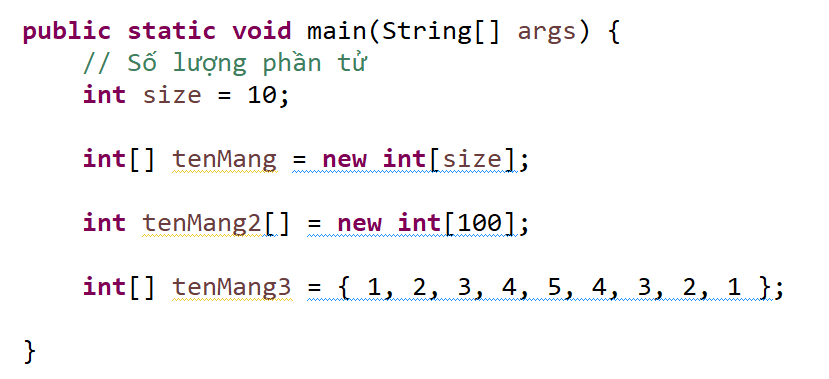 public static void main(String[] args) {
// Số lượng phần tử
int size = 10;
int[] tenMang = new int[size];
int tenMang2[] = new int[100];
int[] tenMang3 = { 1, 2, 3, 4, 5, 4, 3, 2, 1 };
}